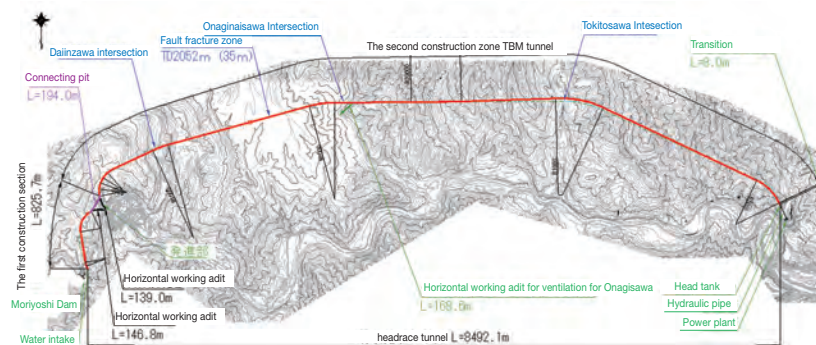 Onaginaisawa Intersection
Tokitosawa Intesection
Daiinzawa intersection
Fault fracture zone
TD2052m (35m)
The second construction zone TBM tunnel
Transition
L=8.0m
Connecting pit
L=194.0m
The first construction section
L=825.7m
発進部
Horizontal working adit
L=139.0m
Horizontal working adit
L=146.8m
Moriyoshi Dam
Water intake
Horizontal working adit for ventilation for Onagisawa
L=168.6m
Head tank
Hydraulic pipe
Power plant
headrace tunnel L=8492.1m